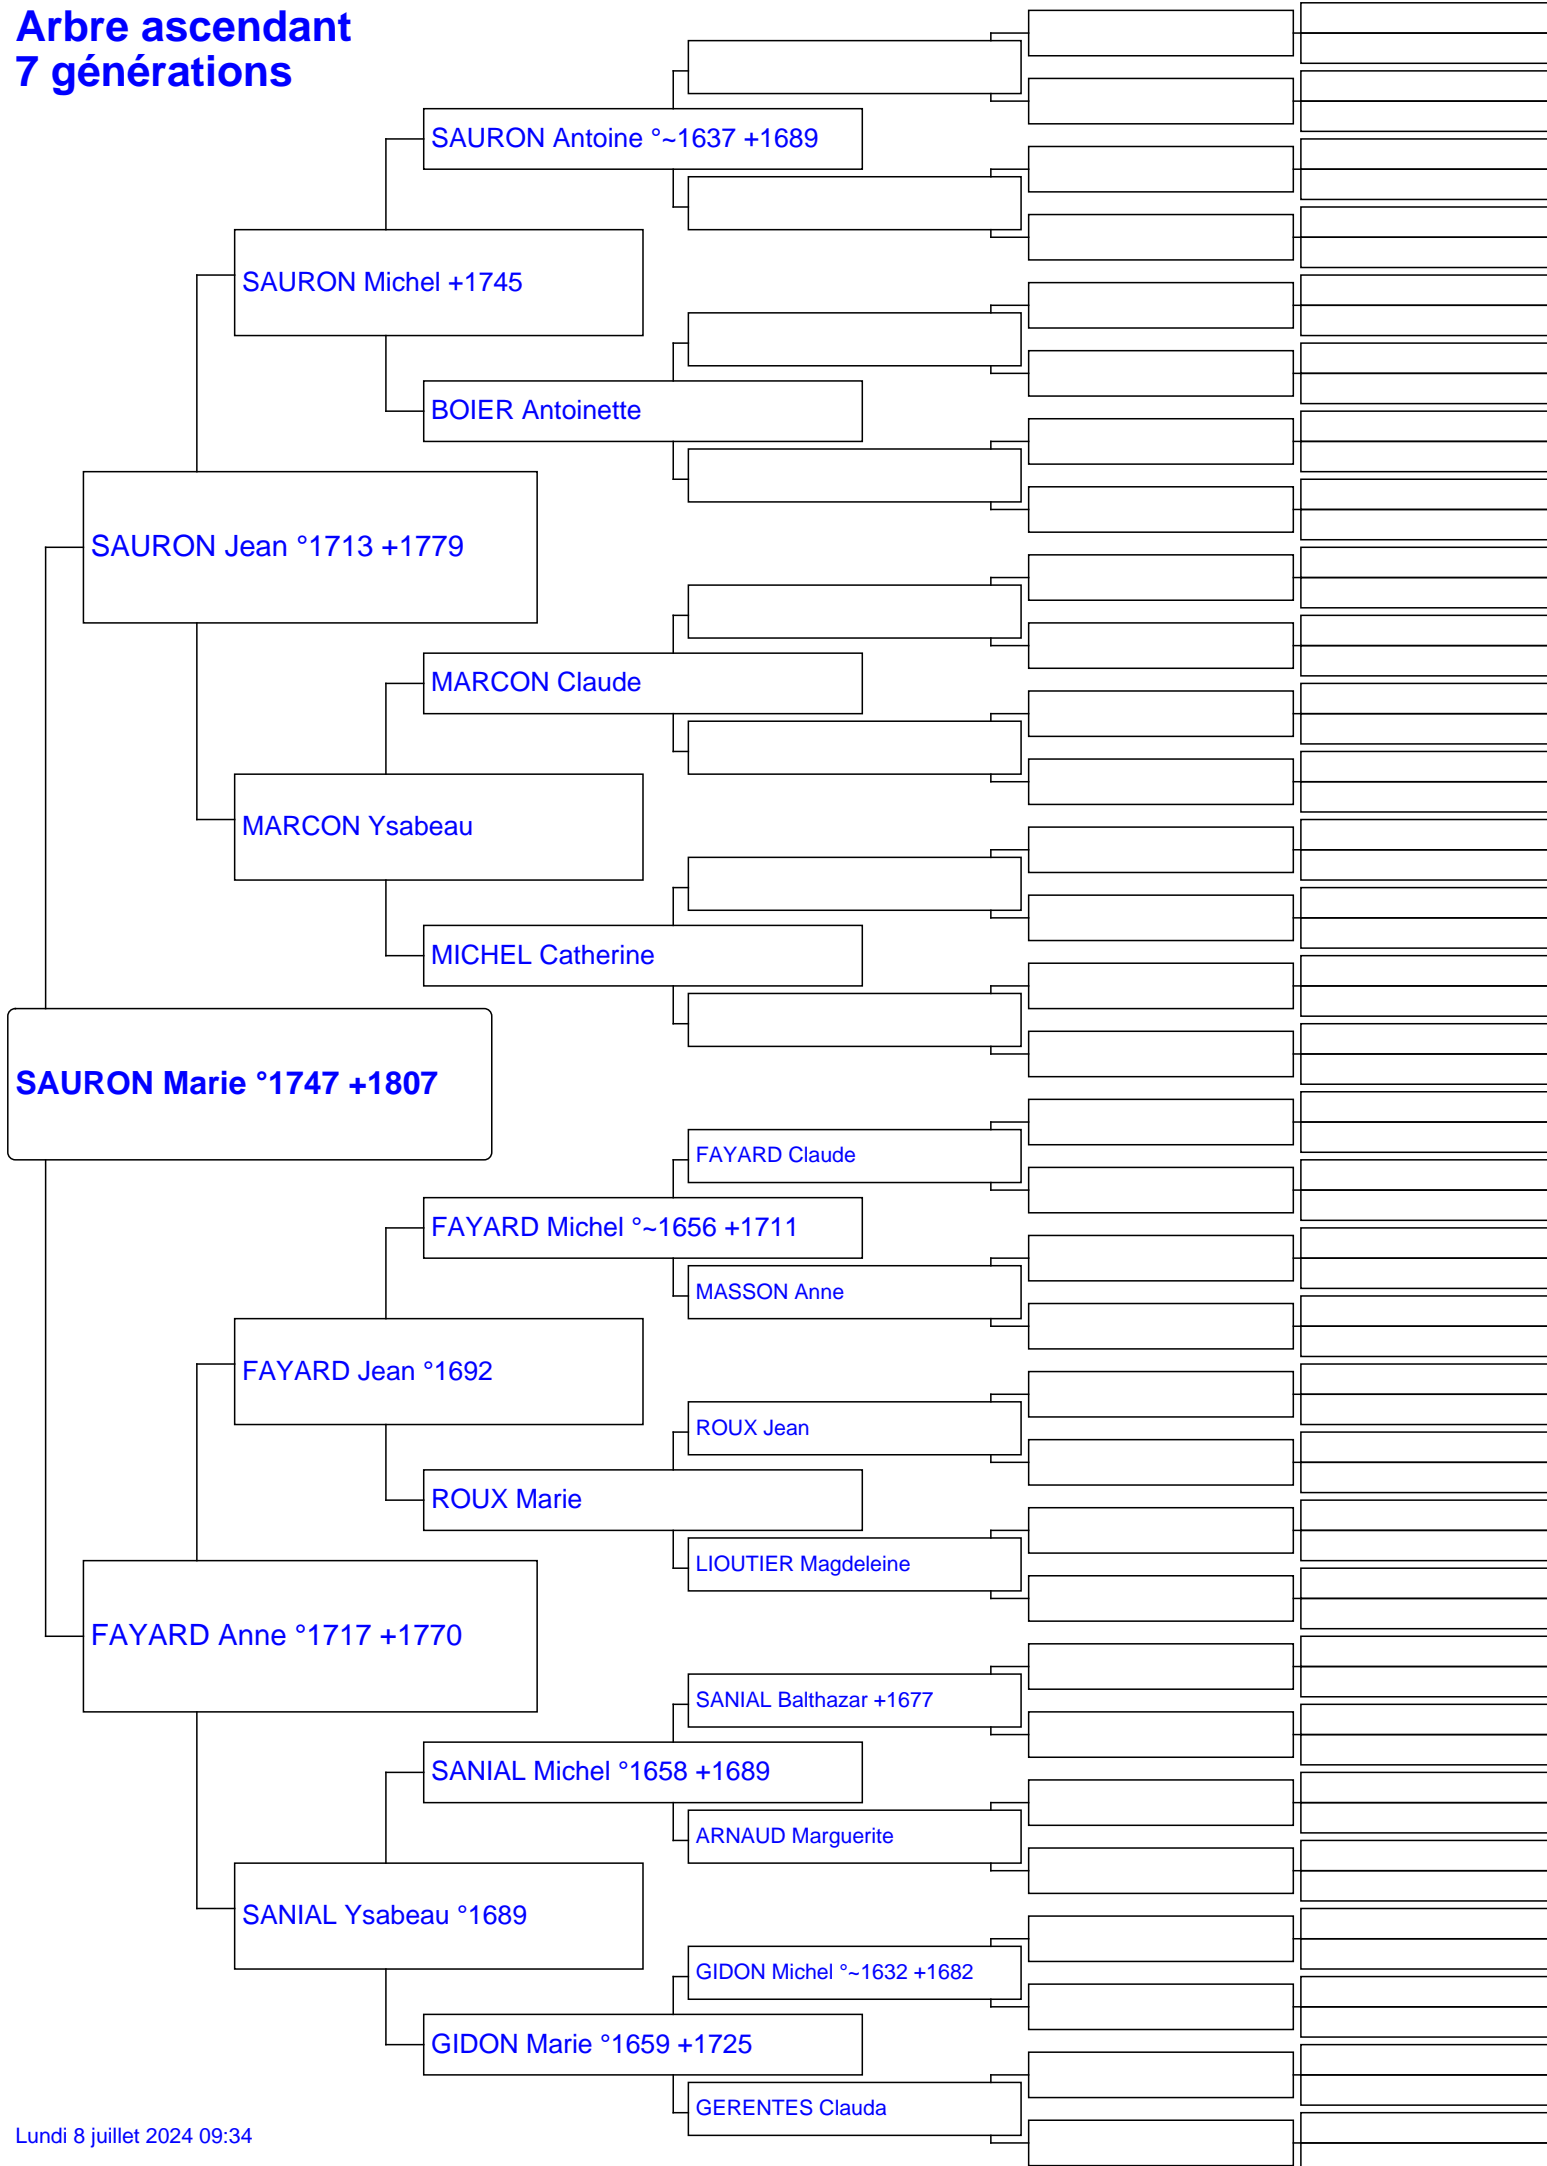 Arbre ascendant
7 générations
SAURON Antoine °~1637 +1689
SAURON Michel +1745
BOIER Antoinette
SAURON Jean °1713 +1779
MARCON Claude
MARCON Ysabeau
MICHEL Catherine
SAURON Marie °1747 +1807
FAYARD Claude
FAYARD Michel °~1656 +1711
MASSON Anne
FAYARD Jean °1692
ROUX Jean
ROUX Marie
LIOUTIER Magdeleine
FAYARD Anne °1717 +1770
SANIAL Balthazar +1677
SANIAL Michel °1658 +1689
ARNAUD Marguerite
SANIAL Ysabeau °1689
GIDON Michel °~1632 +1682
GIDON Marie °1659 +1725
GERENTES Clauda
Lundi 8 juillet 2024 09:34